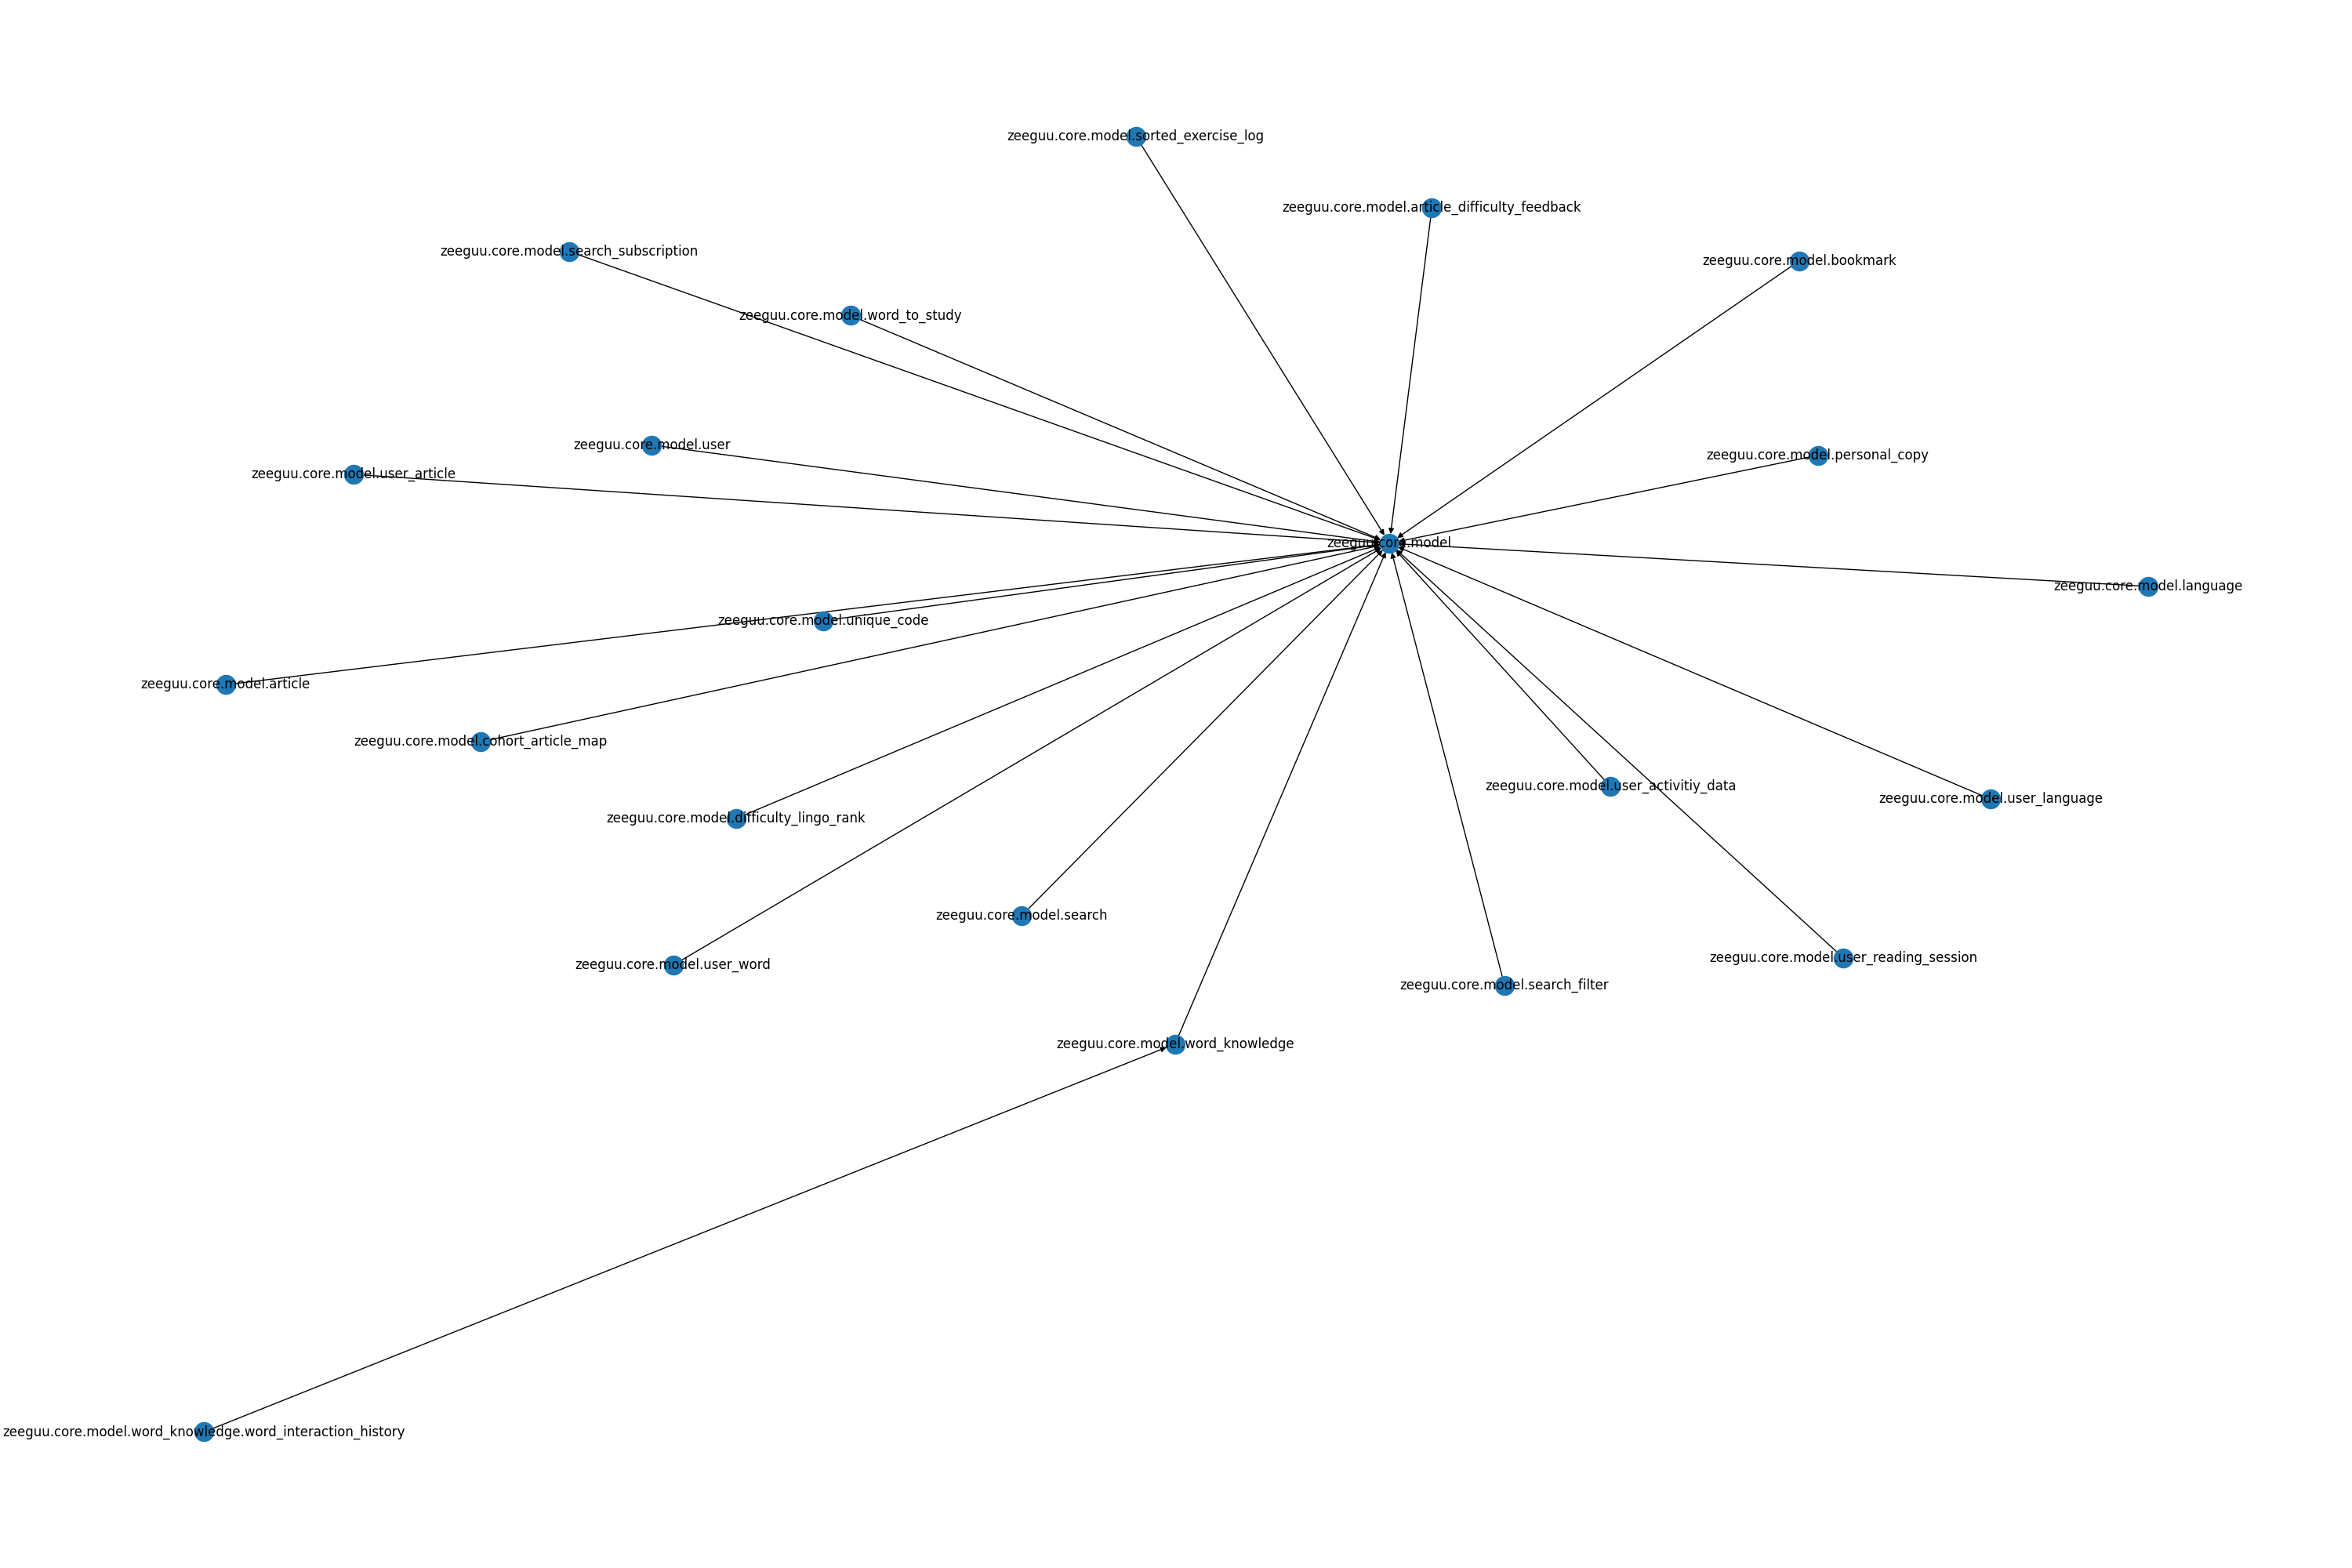 zeeguu.core.model.sorted_exercise_log
zeeguu.core.model.article_difficulty_feedback
zeeguu.core.model.search_subscription
zeeguu.core.model.bookmark
zeeguu.core.model.word_to_study
zeeguu.core.model.user
zeeguu.core.model.personal_copy
zeeguu.core.model.user_article
zeeguu.core.model
zeeguu.core.model.language
zeeguu.core.model.unique_code
zeeguu.core.model.article
zeeguu.core.model.cohort_article_map
zeeguu.core.model.user_activitiy_data
zeeguu.core.model.user_language
zeeguu.core.model.difficulty_lingo_rank
zeeguu.core.model.search
zeeguu.core.model.user_reading_session
zeeguu.core.model.user_word
zeeguu.core.model.search_filter
zeeguu.core.model.word_knowledge
zeeguu.core.model.word_knowledge.word_interaction_history